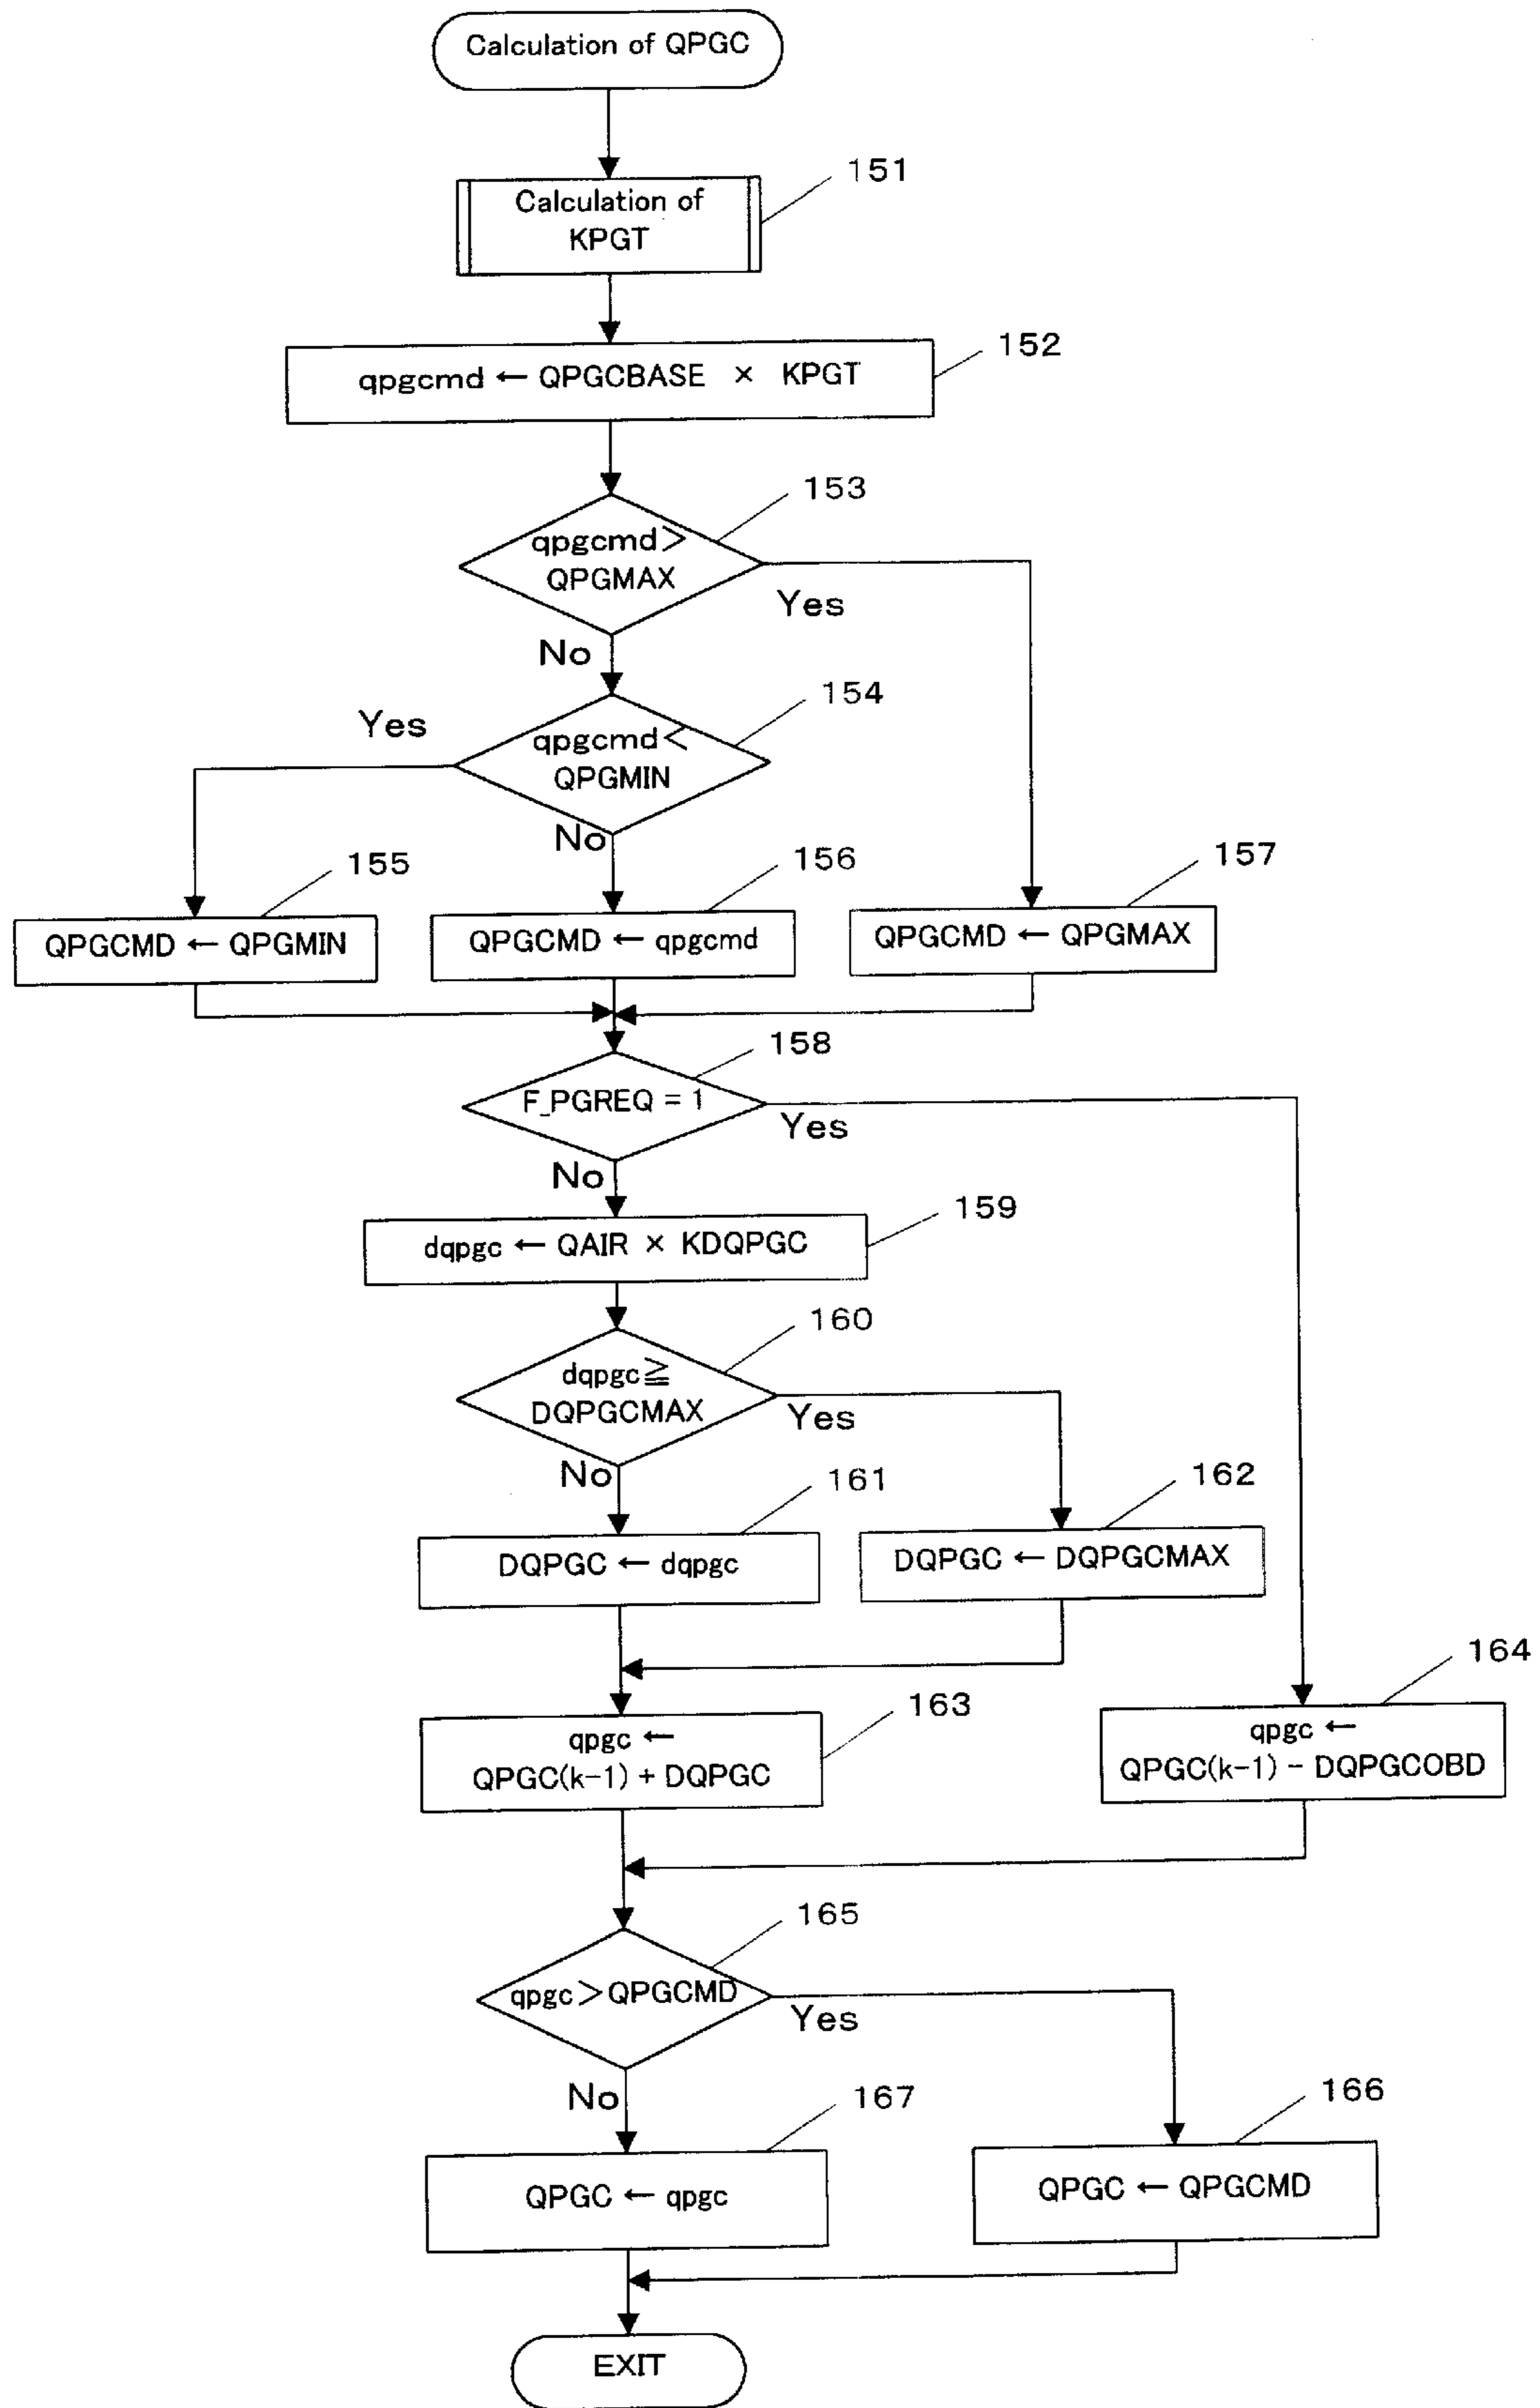 Calculation of QPGC
151
Calculation of
KPGT
152
qpgcmd ← QPGCBASE × KPGT
153
qpgcmd >
QPGMAX
Yes
No
154
Yes
qpgcmd <
QPGMIN
No
155
156
157
QPGCMD ← QPGMIN
QPGCMD ← qpgcmd
QPGCMD ← QPGMAX
158
F_PGREQ = 1
Yes
No
159
dqpgc ← QAIR × KDQPGC
160
dqpgc ≧
DQPGCMAX
Yes
No
161
162
DQPGC ← dqpgc
DQPGC ← DQPGCMAX
163
164
qpgc ←
QPGC(k-1) + DQPGC
qpgc ←
QPGC(k-1) - DQPGCOBD
165
qpgc > QPGCMD
Yes
No
167
166
QPGC ← qpgc
QPGC ← QPGCMD
EXIT